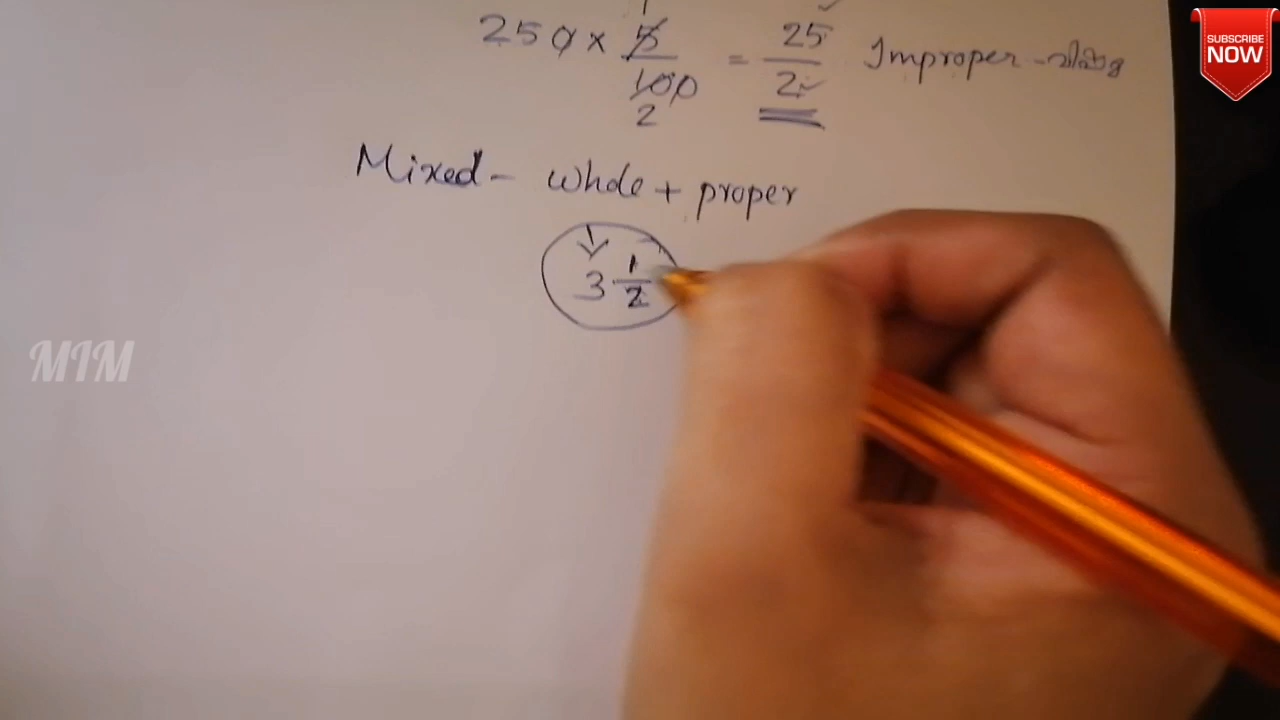 250 × 5/100 = 25/2 Improper -
2
Mixed - whole + proper
3 1/2
MIM
SUBSCRIBE
NOW